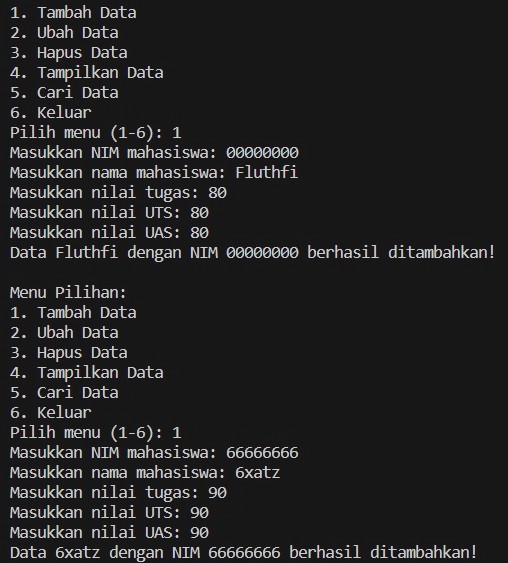 1. Tambah Data
2. Ubah Data
3. Hapus Data
4. Tampilkan Data
5. Cari Data
6. Keluar
Pilih menu (1-6): 1
Masukkan NIM mahasiswa: 00000000
Masukkan nama mahasiswa: Fluthfi
Masukkan nilai tugas: 80
Masukkan nilai UTS: 80
Masukkan nilai UAS: 80
Data Fluthfi dengan NIM 00000000 berhasil ditambahkan!
Menu Pilihan:
1. Tambah Data
2. Ubah Data
3. Hapus Data
4. Tampilkan Data
5. Cari Data
6. Keluar
Pilih menu (1-6): 1
Masukkan NIM mahasiswa: 66666666
Masukkan nama mahasiswa: 6xatz
Masukkan nilai tugas: 90
Masukkan nilai UTS: 90
Masukkan nilai UAS: 90
Data 6xatz dengan NIM 66666666 berhasil ditambahkan!